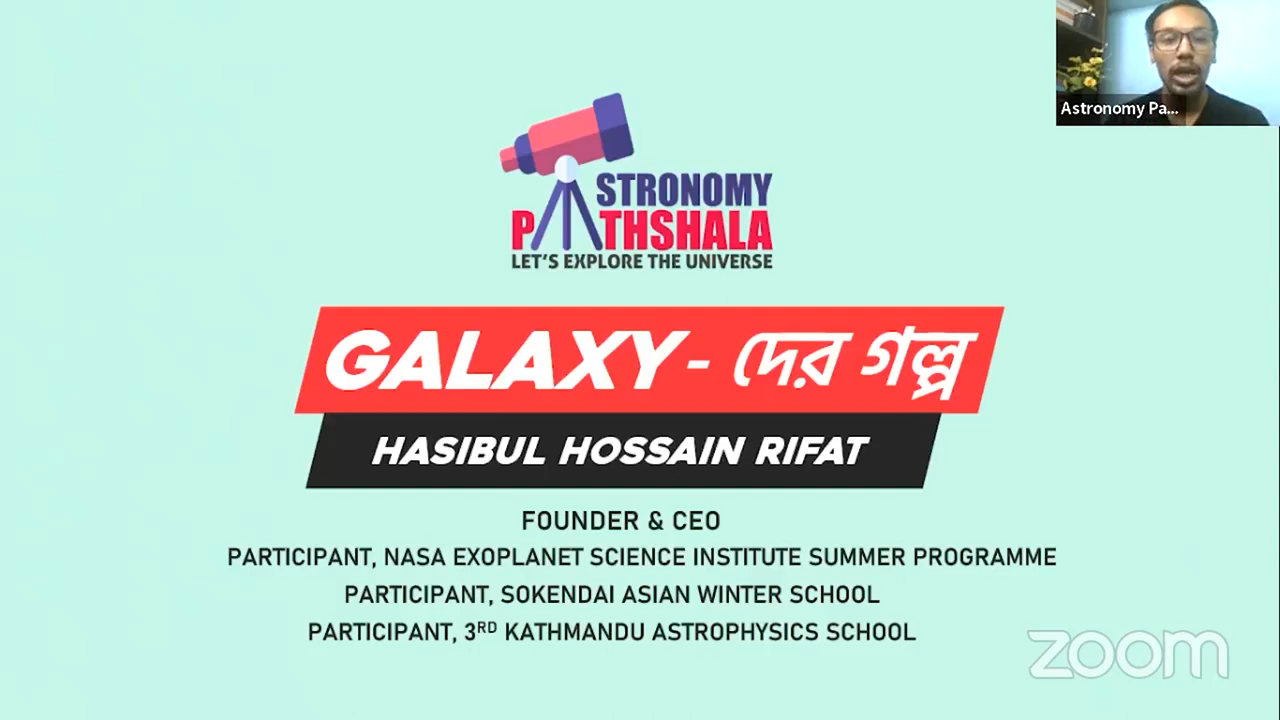 Astronomy Pa...
ASTRONOMY
PATHSHALA
LET'S EXPLORE THE UNIVERSE
GALAXY - দের গল্প
HASIBUL HOSSAIN RIFAT
FOUNDER & CEO
PARTICIPANT, NASA EXOPLANET SCIENCE INSTITUTE SUMMER PROGRAMME
PARTICIPANT, SOKENDAI ASIAN WINTER SCHOOL
PARTICIPANT, 3RD KATHMANDU ASTROPHYSICS SCHOOL
zoom